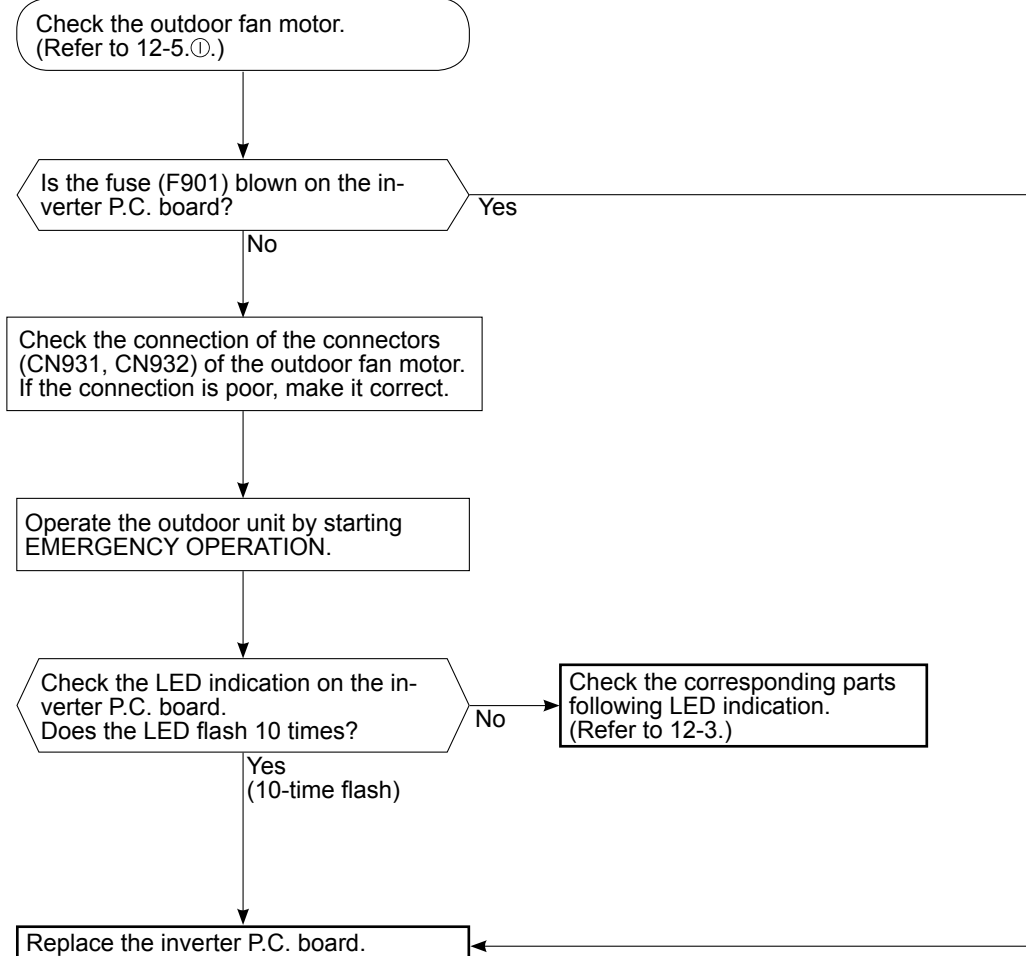 Check the outdoor fan motor.
(Refer to 12-5.Ⓘ.)
Is the fuse (F901) blown on the in-
verter P.C. board?
Yes
No
Check the connection of the connectors
(CN931, CN932) of the outdoor fan motor.
If the connection is poor, make it correct.
Operate the outdoor unit by starting
EMERGENCY OPERATION.
Check the LED indication on the in-
verter P.C. board.
Does the LED flash 10 times?
No
Check the corresponding parts
following LED indication.
(Refer to 12-3.)
Yes
(10-time flash)
Replace the inverter P.C. board.